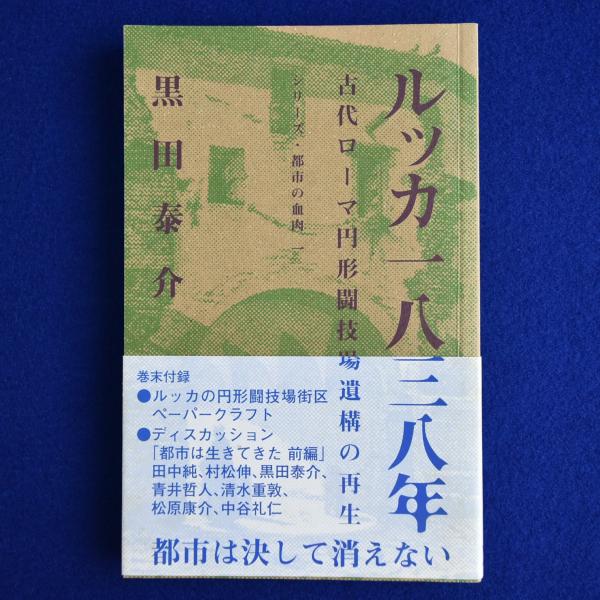 ルッカ一八三八年
古代ローマ円形闘技場遺構の再生
シリーズ・都市の血肉 一
黒田泰介
巻末付録
●ルッカの円形闘技場街区
ペーパークラフト
●ディスカッション
「都市は生きてきた 前編」
田中純、村松伸、黒田泰介、
青井哲人、清水重敦、
松原康介、中谷礼仁
都市は決して消えない